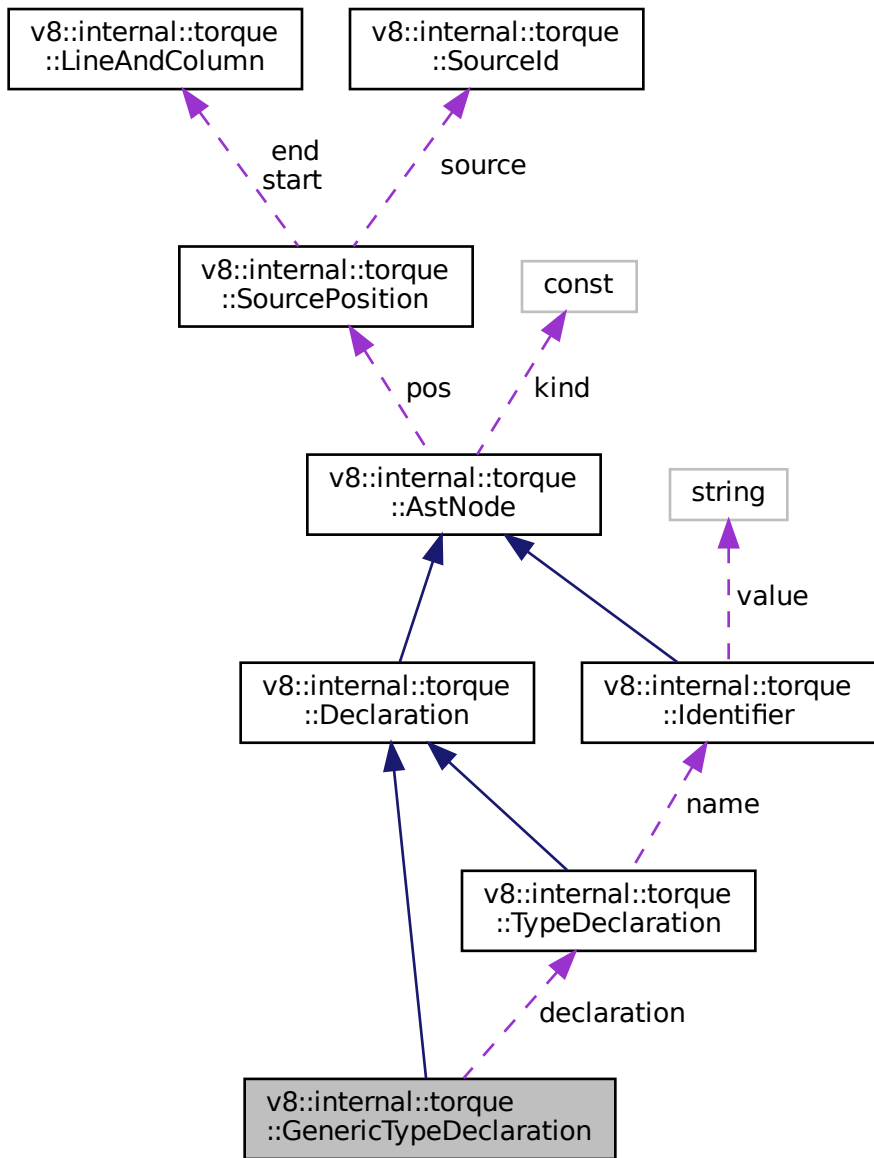 v8::internal::torque
::LineAndColumn
v8::internal::torque
::SourceId
end
start
source
v8::internal::torque
::SourcePosition
const
pos
kind
v8::internal::torque
::AstNode
string
value
v8::internal::torque
::Declaration
v8::internal::torque
::Identifier
name
v8::internal::torque
::TypeDeclaration
declaration
v8::internal::torque
::GenericTypeDeclaration